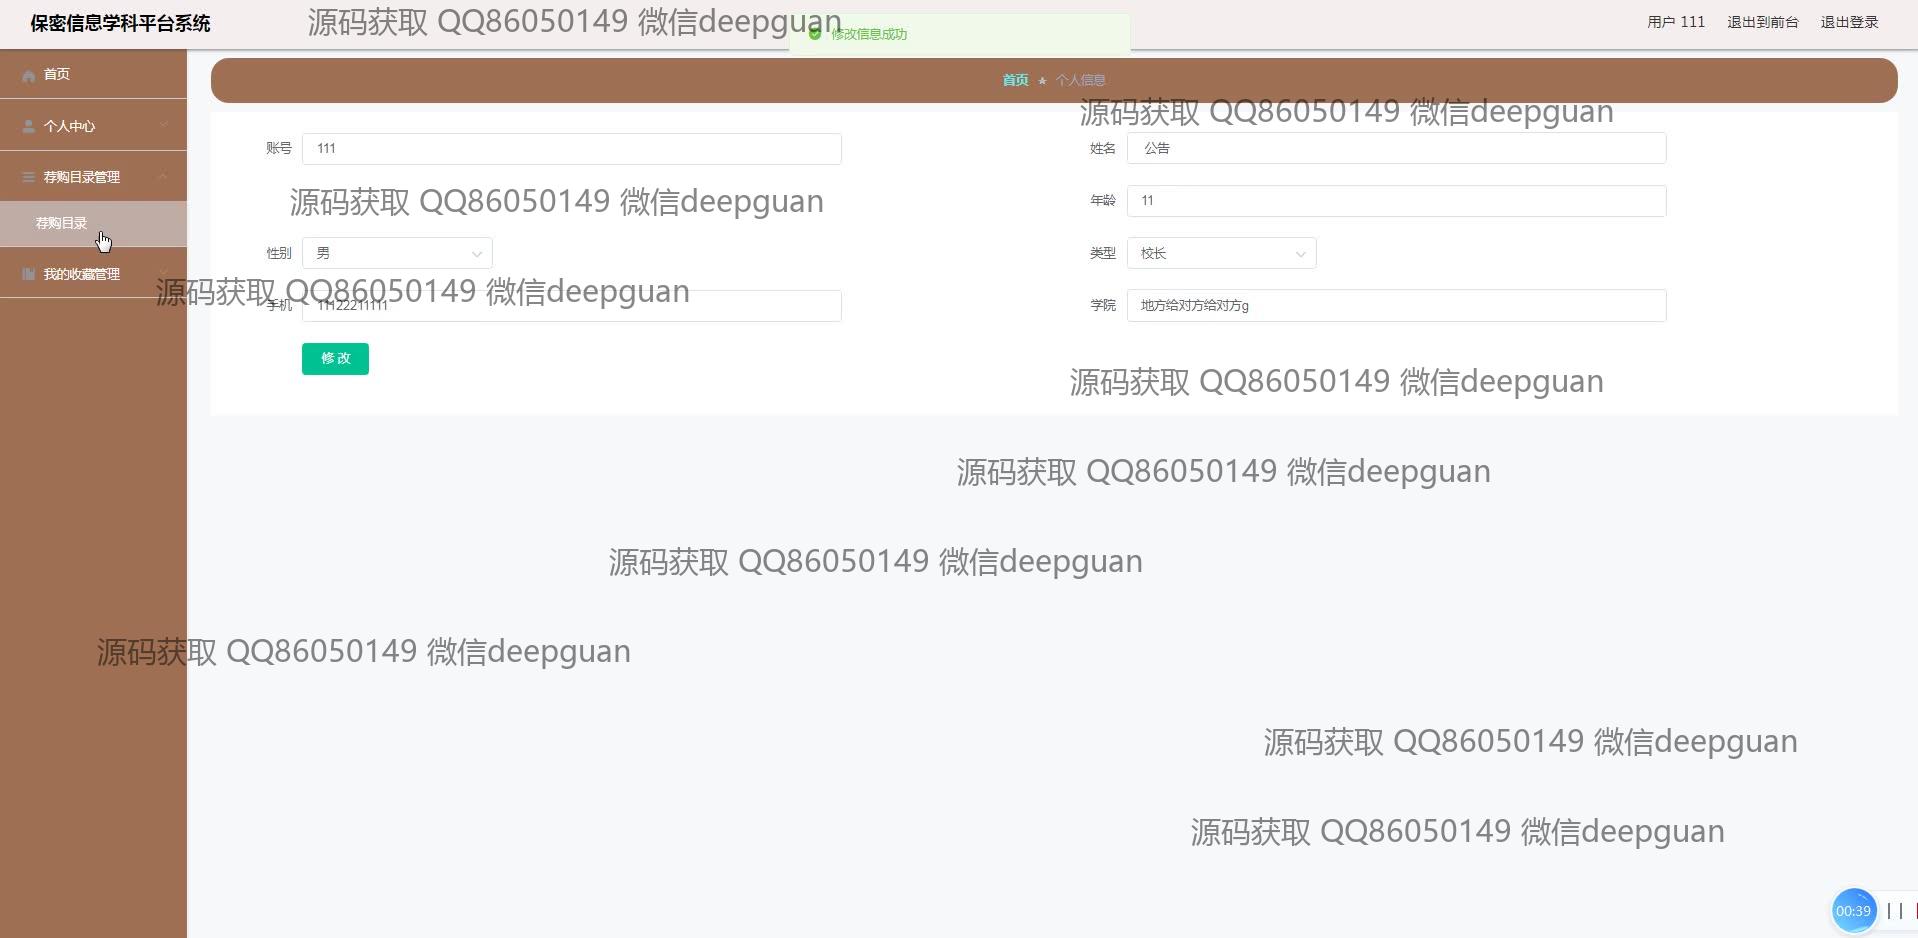 保密信息学科平台系统
源码获取 QQ86050149 微信deepguan
修改信息成功
用户 111
退出到前台
退出登录
首页
首页 ★ 个人信息
源码获取 QQ86050149 微信deepguan
个人中心
账号 111
姓名 公告
荐购目录管理
源码获取 QQ86050149 微信deepguan
年龄 11
荐购目录
性别 男
类型 校长
我的收藏管理
源码获取 QQ86050149 微信deepguan
手机 11122211111
学院 地方给对方给对方g
修改
源码获取 QQ86050149 微信deepguan
源码获取 QQ86050149 微信deepguan
源码获取 QQ86050149 微信deepguan
源码获取 QQ86050149 微信deepguan
源码获取 QQ86050149 微信deepguan
源码获取 QQ86050149 微信deepguan
00:39